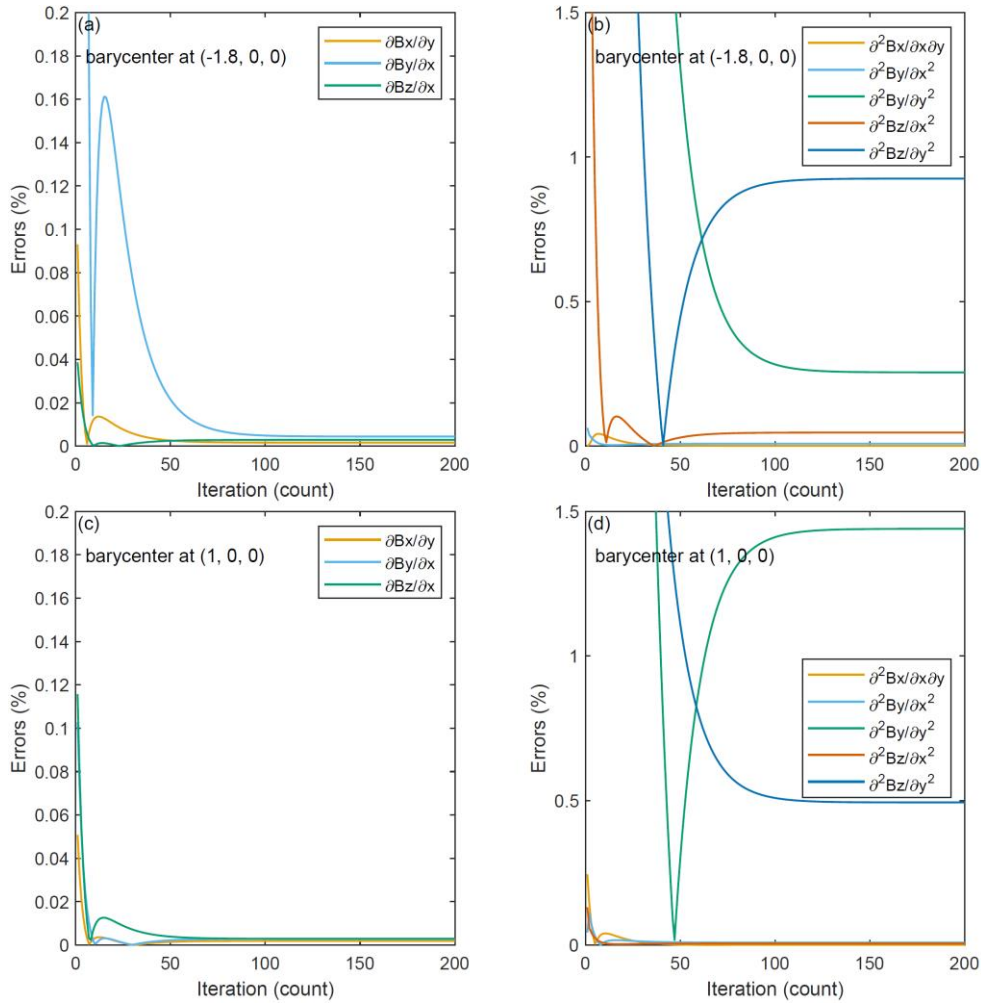 (a)
barycenter at (-1.8, 0, 0)
∂Bx/∂y
∂By/∂x
∂Bz/∂x
0.2
0.18
0.16
0.14
0.12
0.1
0.08
0.06
0.04
0.02
0
Errors (%)
0 50 100 150 200
Iteration (count)
(b)
barycenter at (-1.8, 0, 0)
∂²Bx/∂x∂y
∂²By/∂x²
∂²By/∂y²
∂²Bz/∂x²
∂²Bz/∂y²
1.5
1
0.5
0
Errors (%)
0 50 100 150 200
Iteration (count)
(c)
barycenter at (1, 0, 0)
∂Bx/∂y
∂By/∂x
∂Bz/∂x
0.2
0.18
0.16
0.14
0.12
0.1
0.08
0.06
0.04
0.02
0
Errors (%)
0 50 100 150 200
Iteration (count)
(d)
barycenter at (1, 0, 0)
∂²Bx/∂x∂y
∂²By/∂x²
∂²By/∂y²
∂²Bz/∂x²
∂²Bz/∂y²
1.5
1
0.5
0
Errors (%)
0 50 100 150 200
Iteration (count)